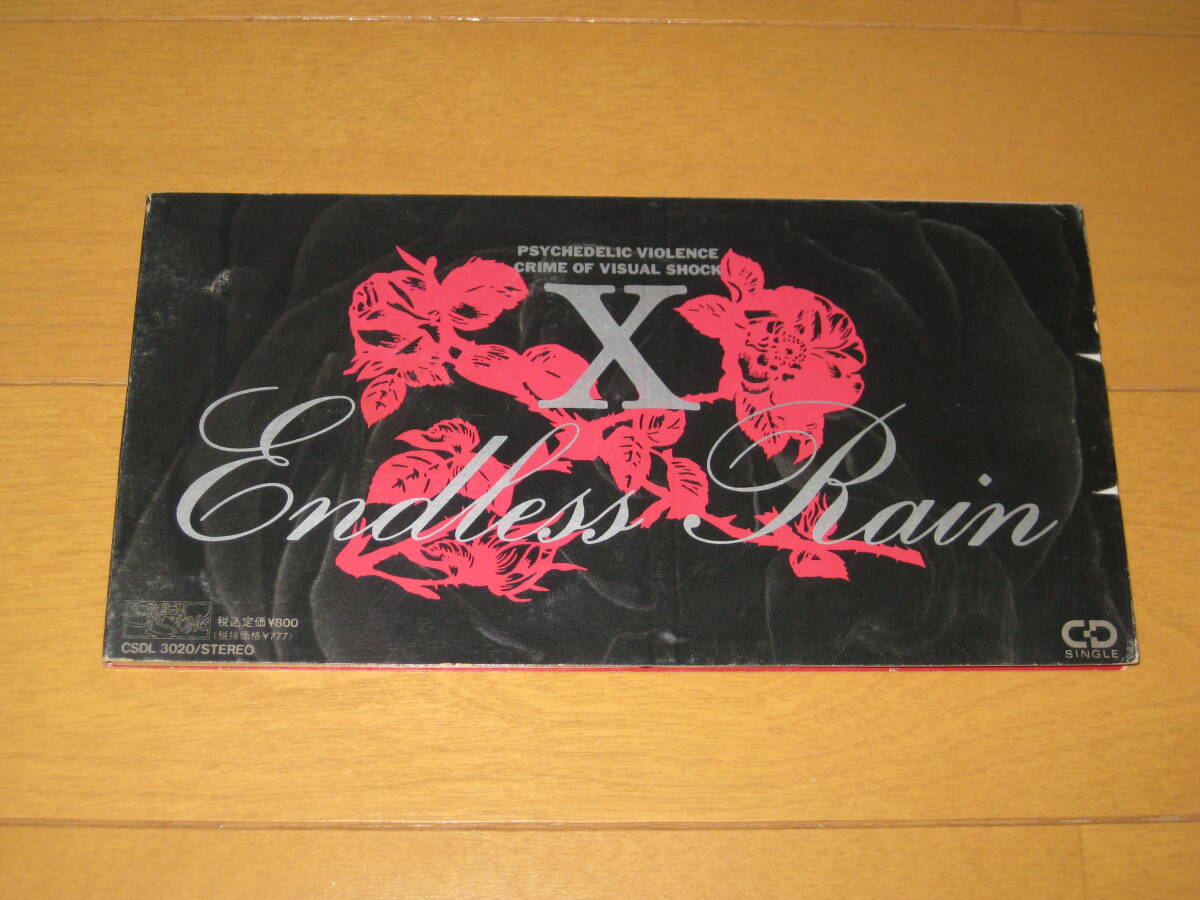 PSYCHEDELIC VIOLENCE
CRIME OF VISUAL SHOCK
X
Endless Rain
税込定価¥800
(税抜価格¥777)
CSDL 3020/STEREO
CD
SINGLE